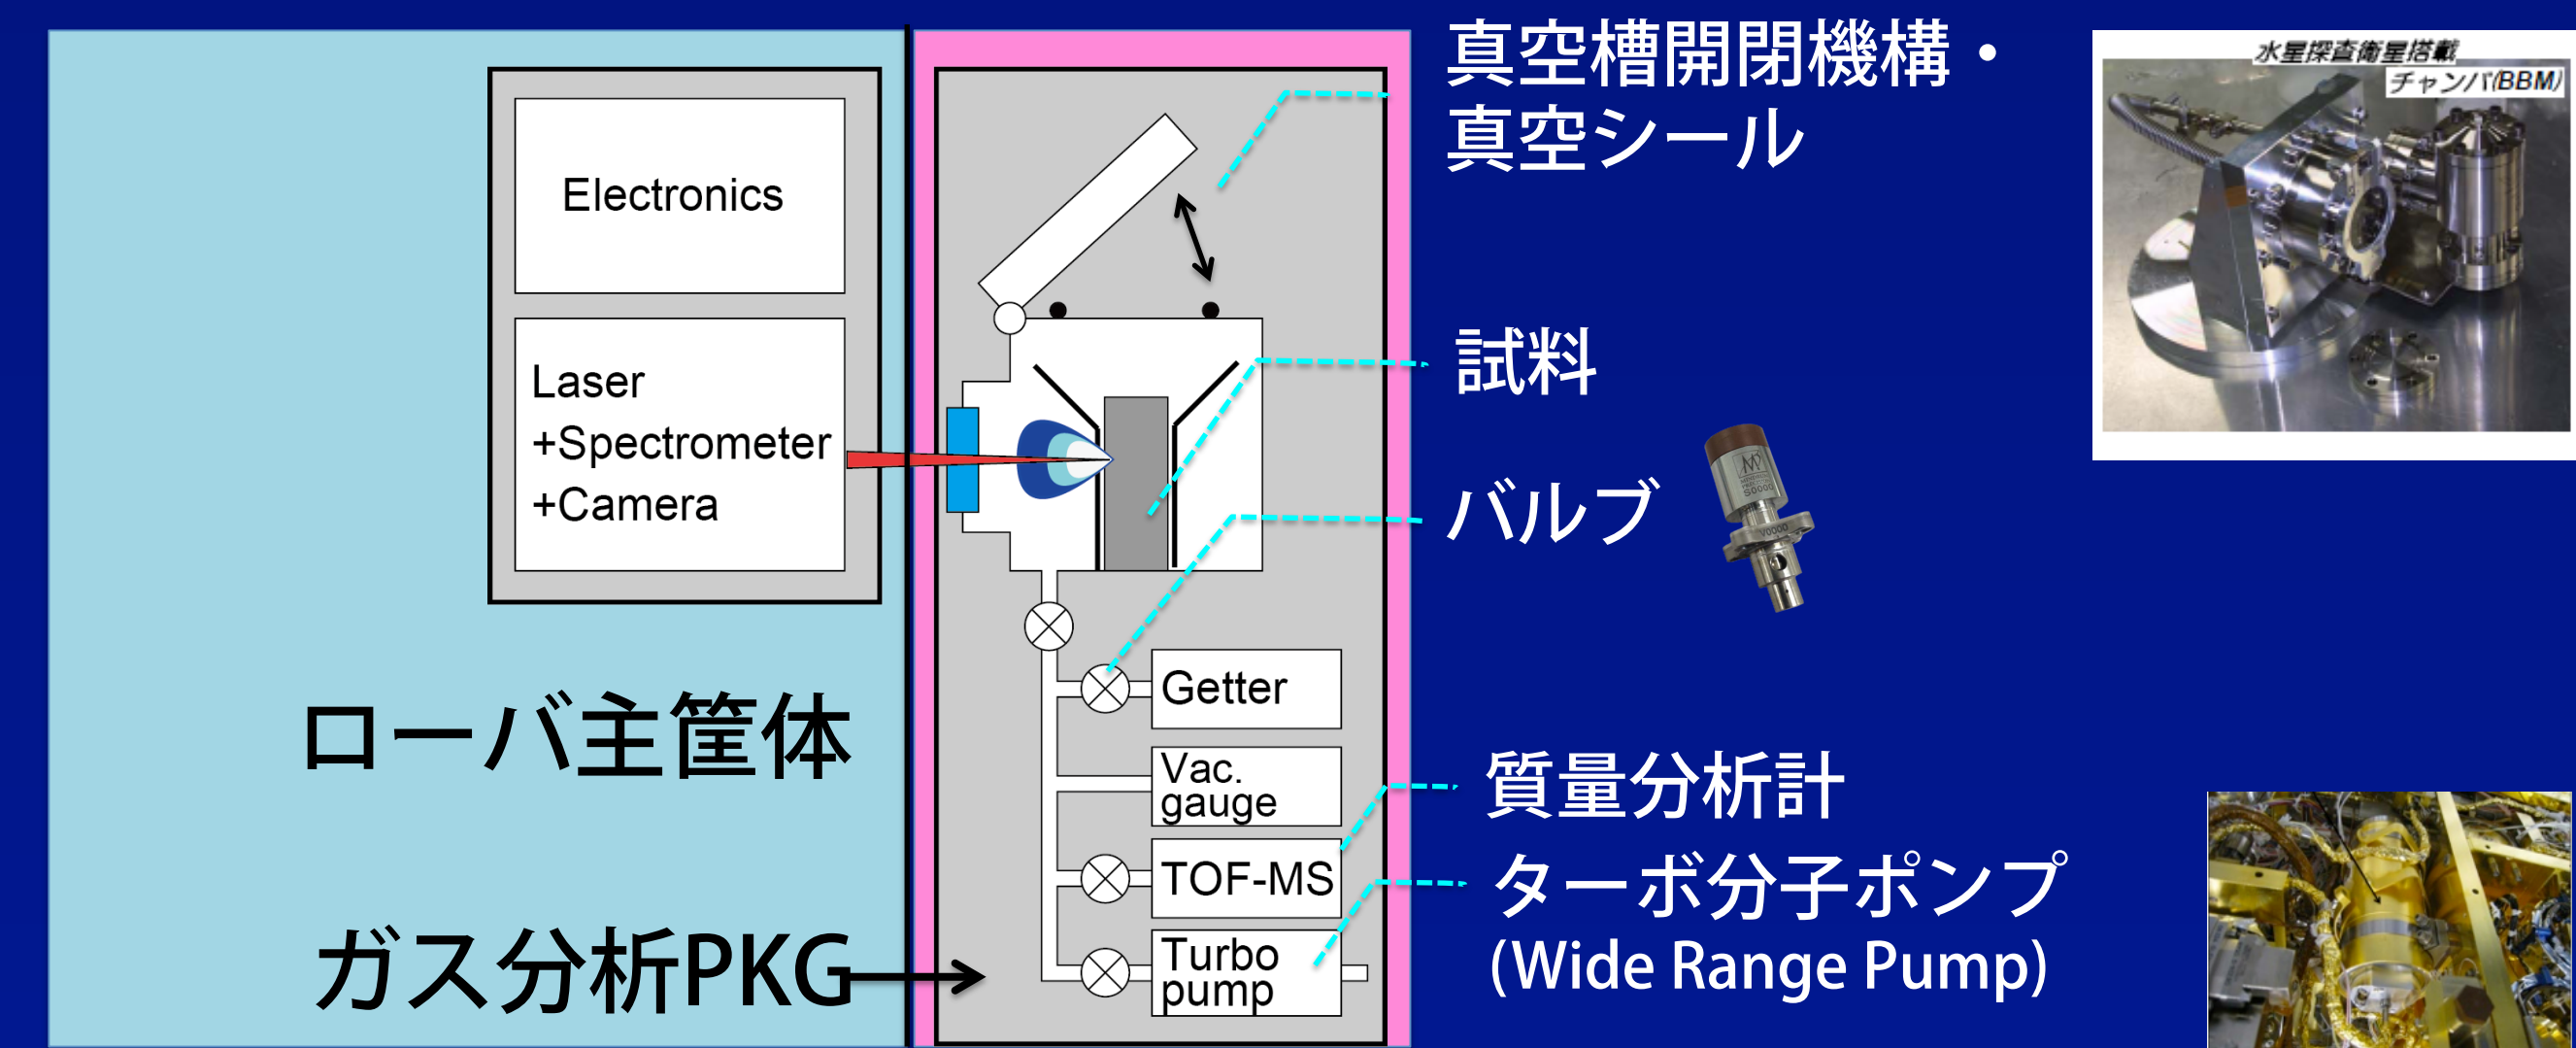 真空槽開閉機構・
真空シール
水星探査衛星搭載
チャンバ(BBM)
Electronics
Laser
+Spectrometer
+Camera
試料
バルブ
S0000
V0000
Getter
Vac.
gauge
TOF-MS
Turbo
pump
質量分析計
ターボ分子ポンプ
(Wide Range Pump)
ローバ主筐体
ガス分析PKG